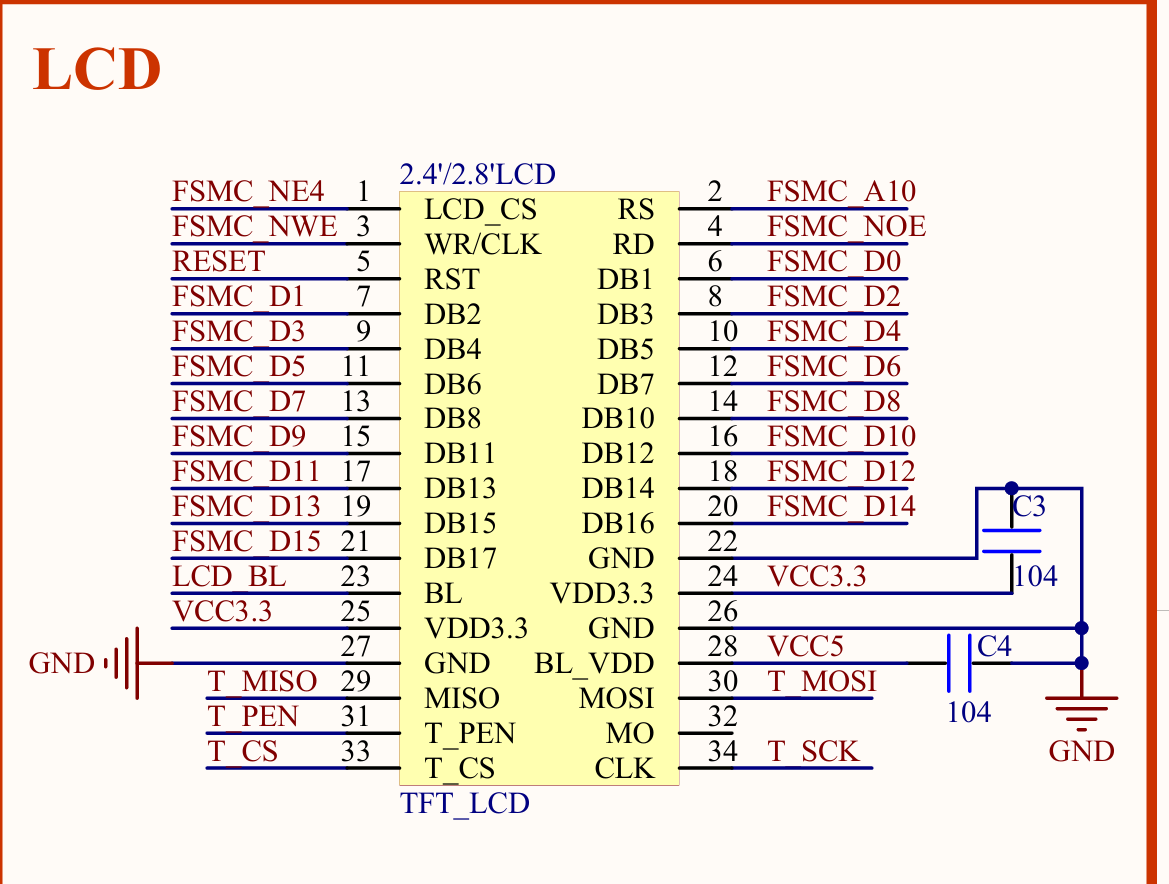 LCD
2.4'/2.8'LCD
FSMC_NE4 1 LCD_CS RS 2 FSMC_A10
FSMC_NWE 3 WR/CLK RD 4 FSMC_NOE
RESET 5 RST DB1 6 FSMC_D0
FSMC_D1 7 DB2 DB3 8 FSMC_D2
FSMC_D3 9 DB4 DB5 10 FSMC_D4
FSMC_D5 11 DB6 DB7 12 FSMC_D6
FSMC_D7 13 DB8 DB10 14 FSMC_D8
FSMC_D9 15 DB11 DB12 16 FSMC_D10
FSMC_D11 17 DB13 DB14 18 FSMC_D12
FSMC_D13 19 DB15 DB16 20 FSMC_D14 C3
FSMC_D15 21 DB17 GND 22
LCD_BL 23 BL VDD3.3 24 VCC3.3 104
VCC3.3 25 VDD3.3 GND 26
GND 27 GND BL_VDD 28 VCC5 C4
T_MISO 29 MISO MOSI 30 T_MOSI
T_PEN 31 T_PEN MO 32 104
T_CS 33 T_CS CLK 34 T_SCK GND
TFT_LCD